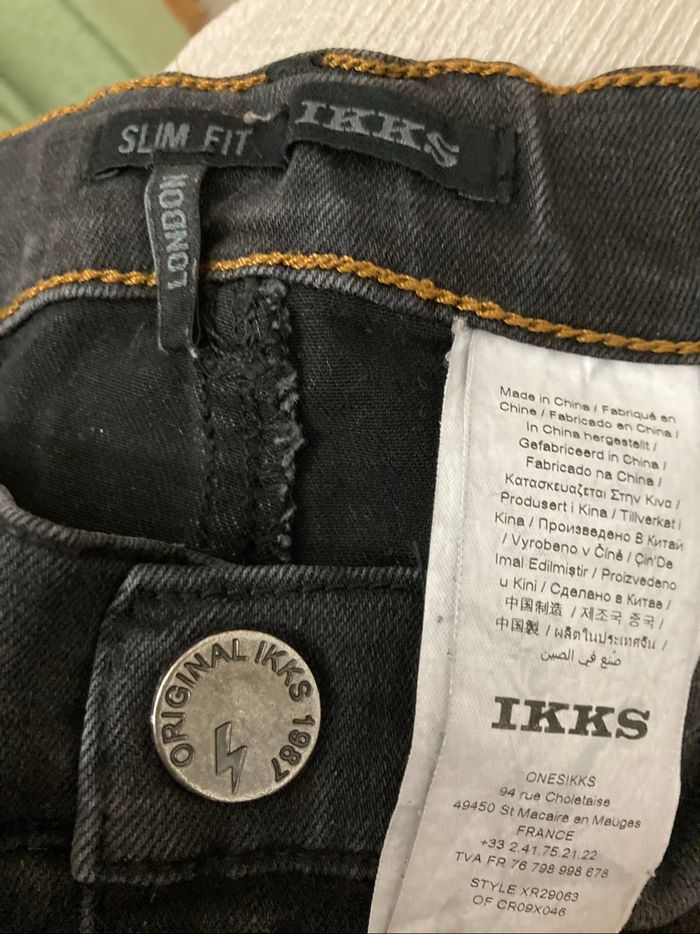 SLIM FIT
IKKS
LONDON
Made in China / Fabriqué en
Chine / Fabricado en China /
In China hergestellt /
Gefabriceerd in China /
Fabricado na China /
Κατασκευαζεται Στην Κινα /
Produsert i Kina / Tillverkat i
Kina / Произведено В Китай
/ Vyrobeno v Číně / Çin'De
Imal Edilmiştir / Proizvedeno
u Kini / Сделано в Китае /
中国制造 / 제조국 중국 /
中国製 / ผลิตในประเทศจีน /
صُنع في الصين
IKKS
ONESIKKS
94 rue Choletaise
49450 St Macaire en Mauges
FRANCE
+33 2.41.75.21.22
TVA FR 76 798 998 678
STYLE XR29063
OF CR09X046
ORIGINAL IKKS 1987